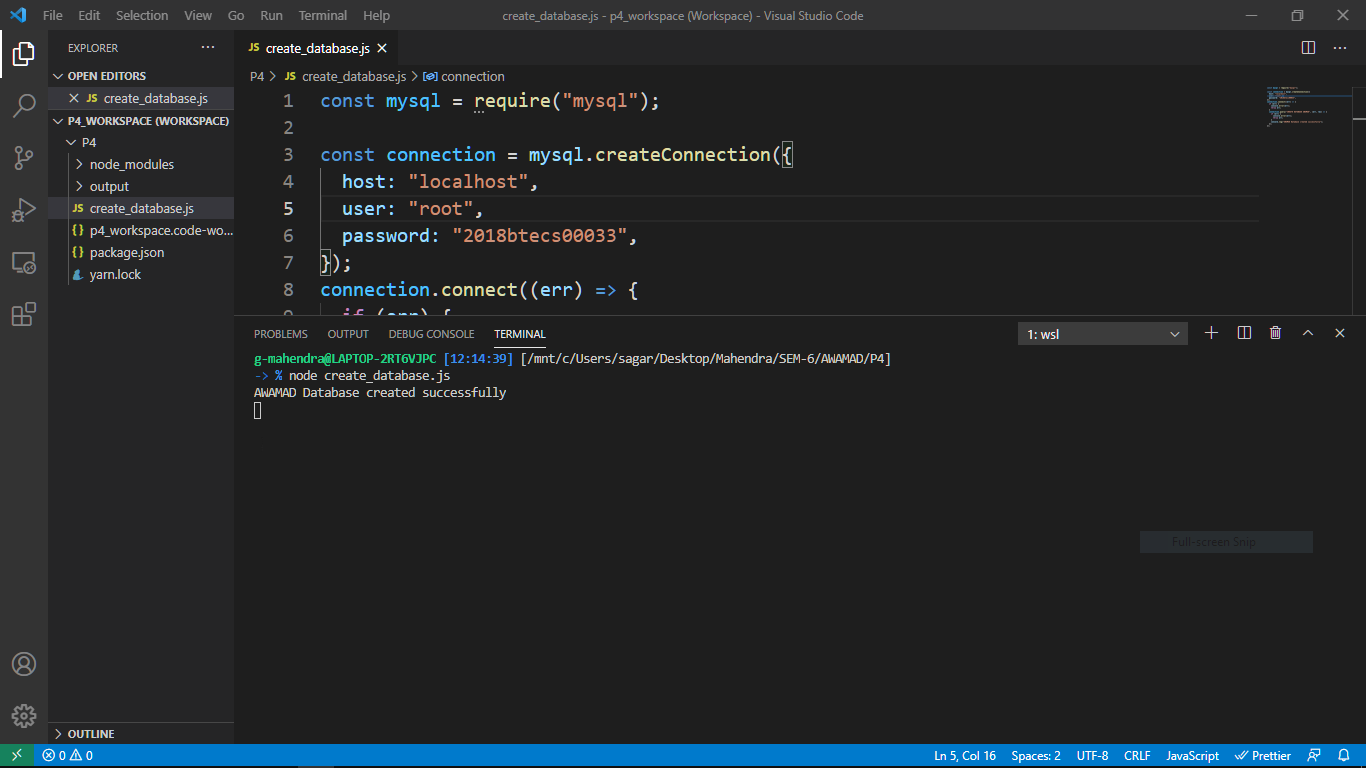 File Edit Selection View Go Run Terminal Help
create_database.js - p4_workspace (Workspace) - Visual Studio Code
EXPLORER ...
OPEN EDITORS
JS create_database.js
P4_WORKSPACE (WORKSPACE)
P4
node_modules
output
JS create_database.js
{} p4_workspace.code-wo...
{} package.json
yarn.lock
OUTLINE
JS create_database.js
P4 > JS create_database.js > connection
1 const mysql = require("mysql");
2
3 const connection = mysql.createConnection({
4 host: "localhost",
5 user: "root",
6 password: "2018btecs00033",
7 });
8 connection.connect((err) => {
9 if (err) {
PROBLEMS OUTPUT DEBUG CONSOLE TERMINAL
1: wsl
g-mahendra@LAPTOP-2RT6VJPC [12:14:39] [/mnt/c/Users/sagar/Desktop/Mahendra/SEM-6/AWAMAD/P4]
-> % node create_database.js
AWAMAD Database created successfully
Full-screen Snip
0 0
Ln 5, Col 16 Spaces: 2 UTF-8 CRLF JavaScript Prettier